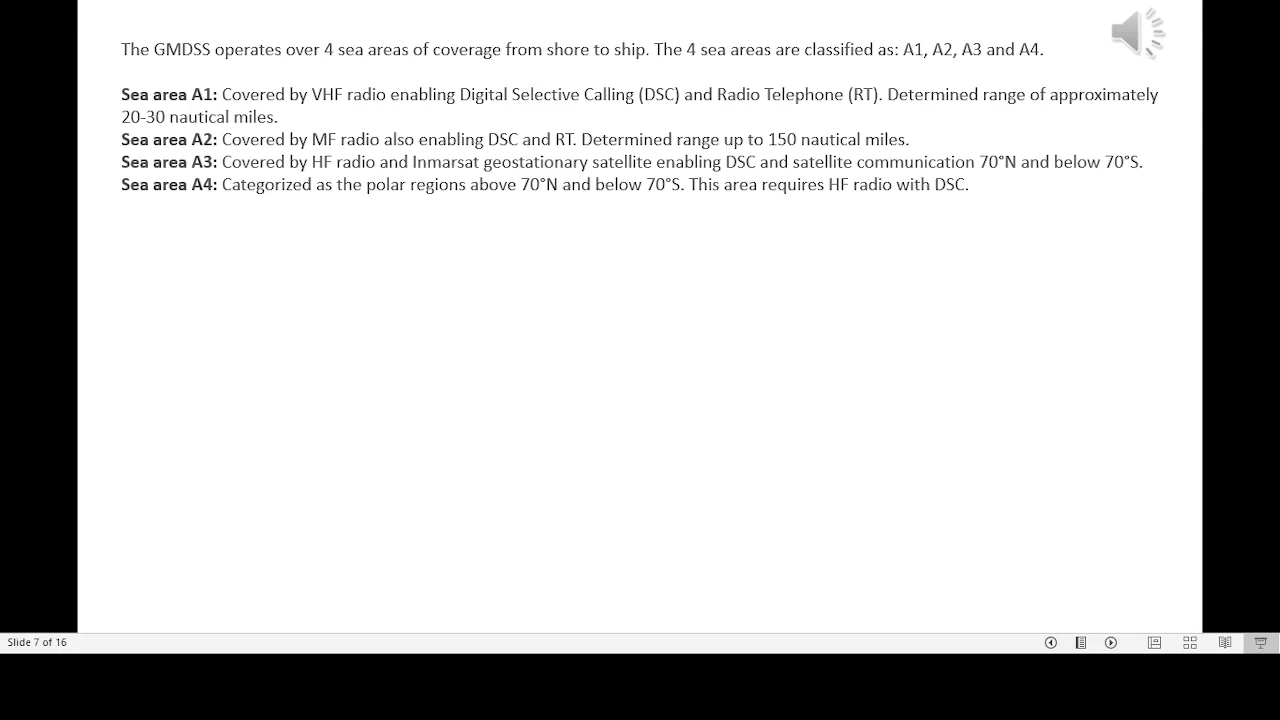 The GMDSS operates over 4 sea areas of coverage from shore to ship. The 4 sea areas are classified as: A1, A2, A3 and A4.
Sea area A1: Covered by VHF radio enabling Digital Selective Calling (DSC) and Radio Telephone (RT). Determined range of approximately
20-30 nautical miles.
Sea area A2: Covered by MF radio also enabling DSC and RT. Determined range up to 150 nautical miles.
Sea area A3: Covered by HF radio and Inmarsat geostationary satellite enabling DSC and satellite communication 70°N and below 70°S.
Sea area A4: Categorized as the polar regions above 70°N and below 70°S. This area requires HF radio with DSC.
Slide 7 of 16